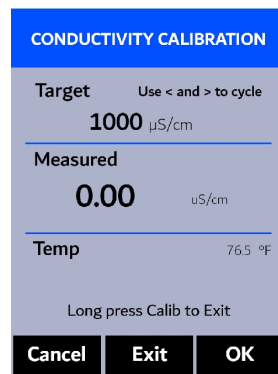 CONDUCTIVITY CALIBRATION
Target Use < and > to cycle
1000 µS/cm
Measured
0.00 uS/cm
Temp 76.5 °F
Long press Calib to Exit
Cancel Exit OK